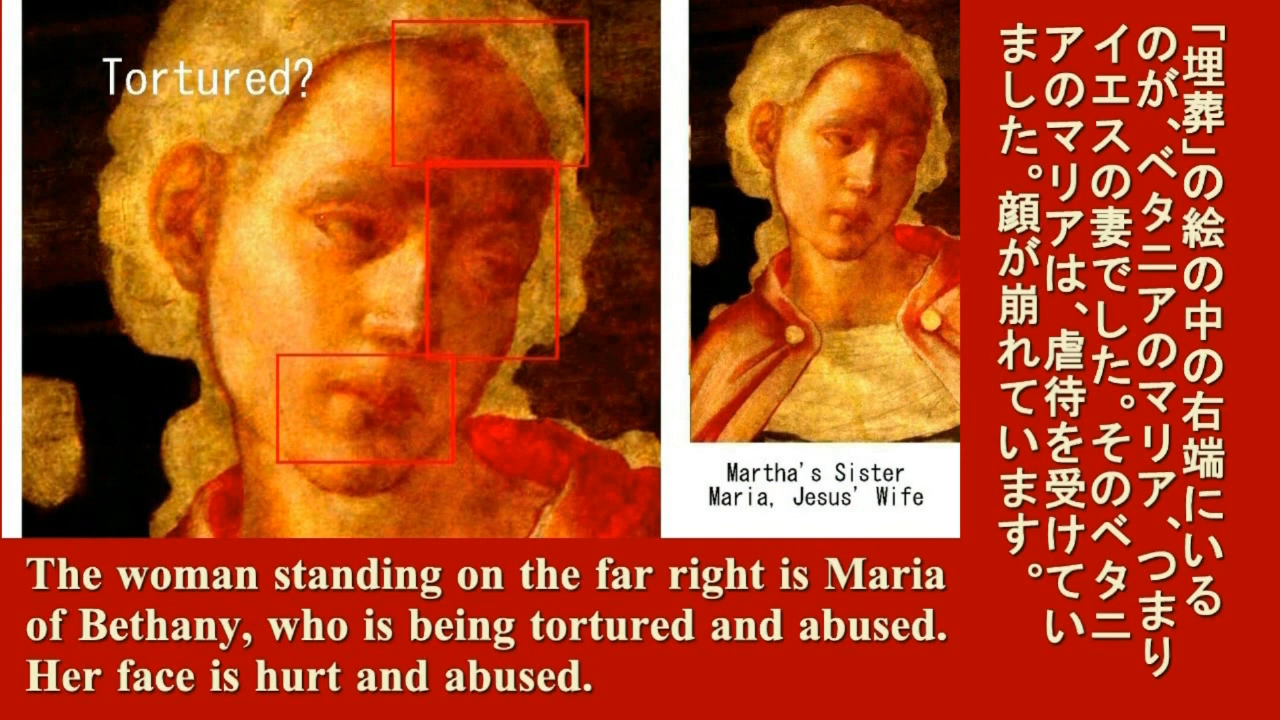 Tortured?
Martha's Sister
Maria, Jesus' Wife
「埋葬」の絵の中の右端にいる
のが、ベタニアのマリア、つまり
イエスの妻でした。そのベタニ
アのマリアは、虐待を受けてい
ました。顔が崩れています。
The woman standing on the far right is Maria
of Bethany, who is being tortured and abused.
Her face is hurt and abused.